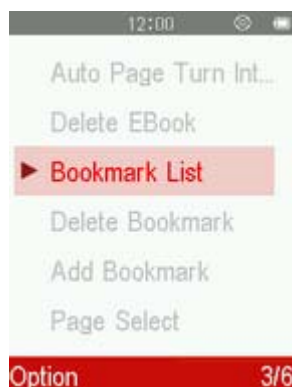 12:00
Auto Page Turn Int...
Delete EBook
Bookmark List
Delete Bookmark
Add Bookmark
Page Select
Option 3/6